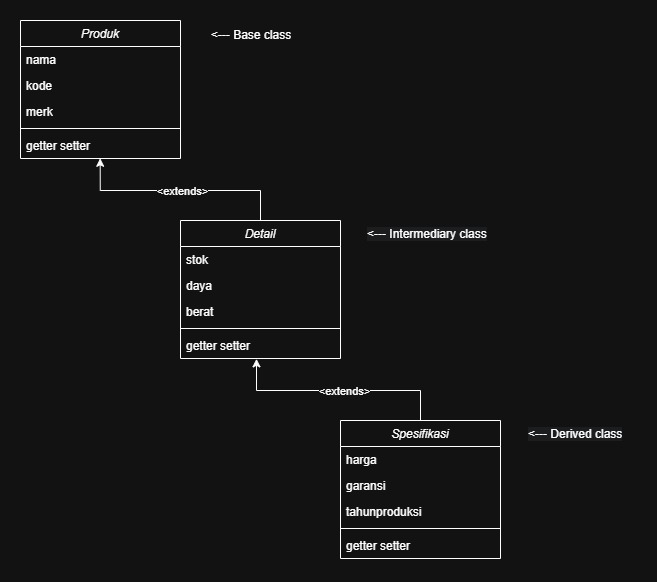 Produk
<--- Base class
nama
kode
merk
getter setter
<extends>
Detail
<--- Intermediary class
stok
daya
berat
getter setter
<extends>
Spesifikasi
<--- Derived class
harga
garansi
tahunproduksi
getter setter